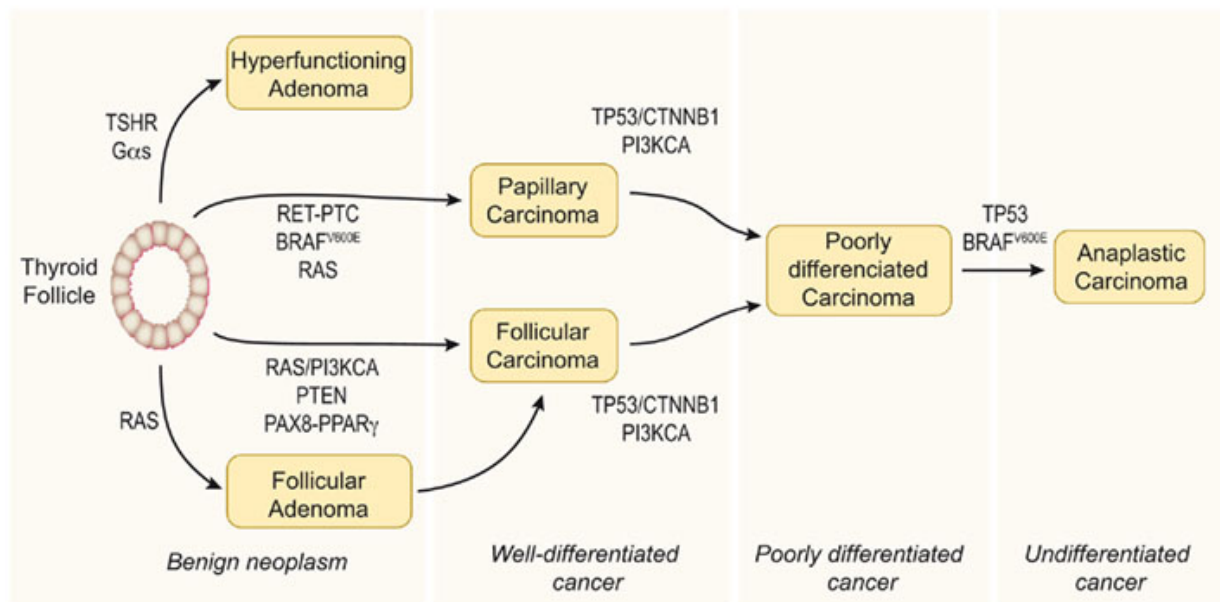 Hyperfunctioning
Adenoma
TSHR
Gαs
TP53/CTNNB1
PI3KCA
Papillary
Carcinoma
RET-PTC
BRAFV600E
RAS
Thyroid
Follicle
Poorly
differenciated
Carcinoma
TP53
BRAFV600E
Anaplastic
Carcinoma
Follicular
Carcinoma
RAS/PI3KCA
PTEN
PAX8-PPARγ
TP53/CTNNB1
PI3KCA
RAS
Follicular
Adenoma
Benign neoplasm
Well-differentiated
cancer
Poorly differentiated
cancer
Undifferentiated
cancer